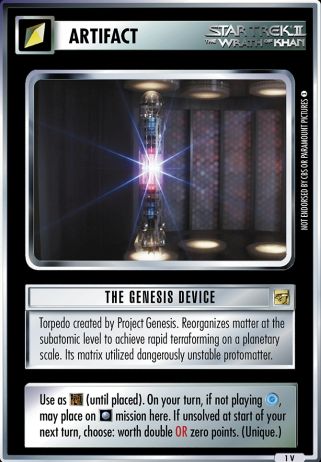 ARTIFACT
STAR TREK II
THE WRATH OF KHAN
NOT ENDORSED BY CBS OR PARAMOUNT PICTURES
THE GENESIS DEVICE
Torpedo created by Project Genesis. Reorganizes matter at the
subatomic level to achieve rapid terraforming on a planetary
scale. Its matrix utilized dangerously unstable protomatter.
Use as (until placed). On your turn, if not playing ,
may place on mission here. If unsolved at start of your
next turn, choose: worth double OR zero points. (Unique.)
1 V